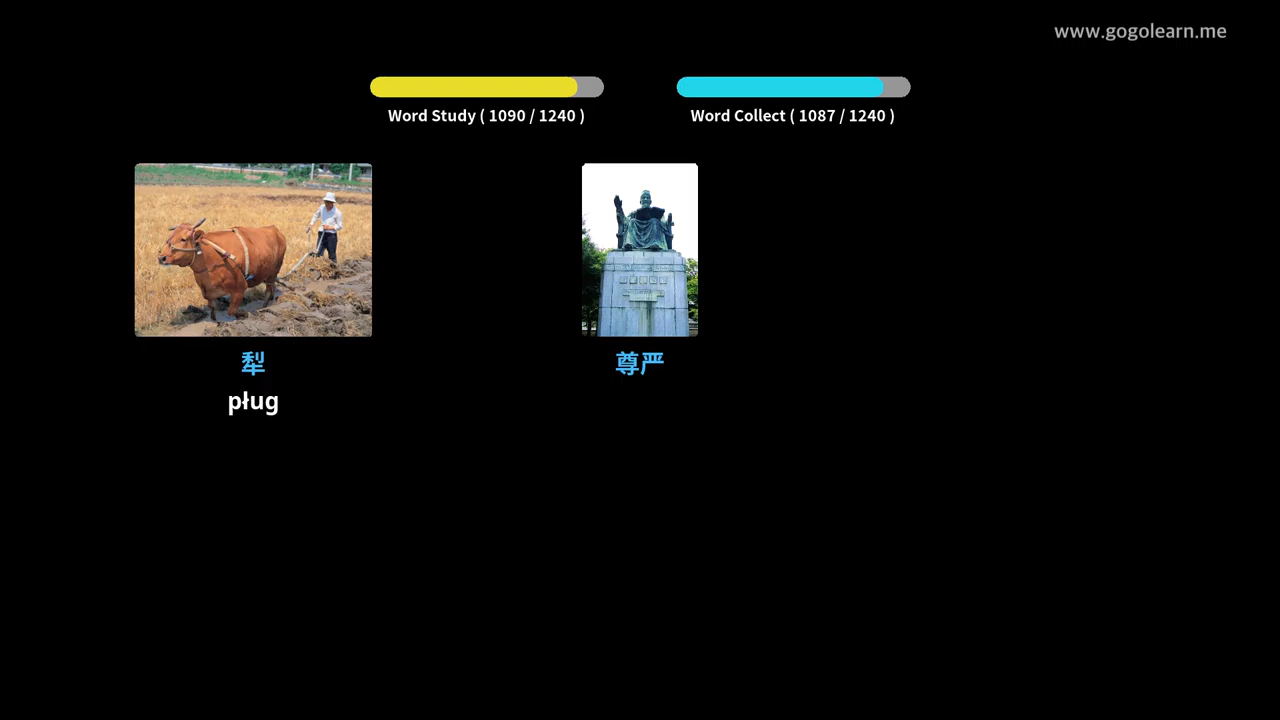 www.gogolearn.me
Word Study ( 1090 / 1240 )
Word Collect ( 1087 / 1240 )
犁
pług
尊严